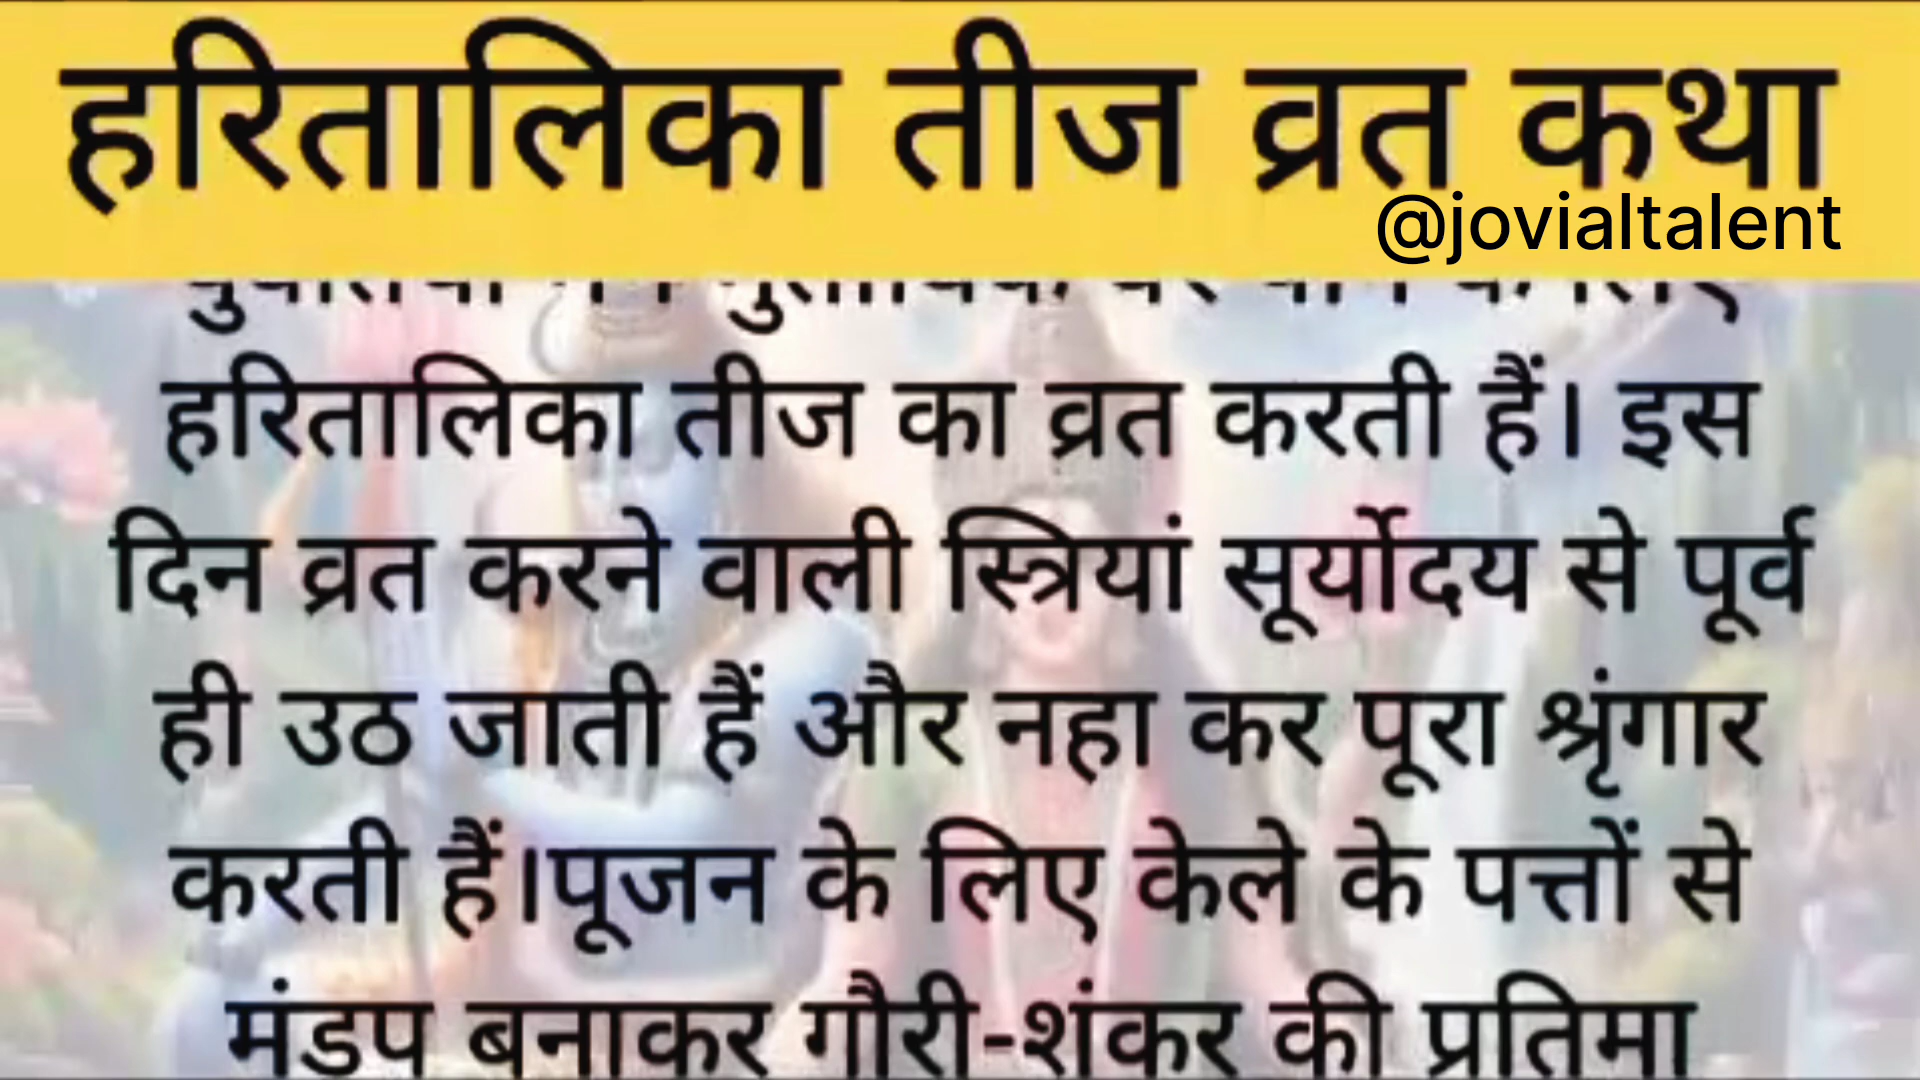 हरितालिका तीज व्रत कथा
@jovialtalent
हरितालिका तीज का व्रत करती हैं। इस
दिन व्रत करने वाली स्त्रियां सूर्योदय से पूर्व
ही उठ जाती हैं और नहा कर पूरा श्रृंगार
करती हैं।पूजन के लिए केले के पत्तों से
मंडप बनाकर गौरी-शंकर की प्रतिमा